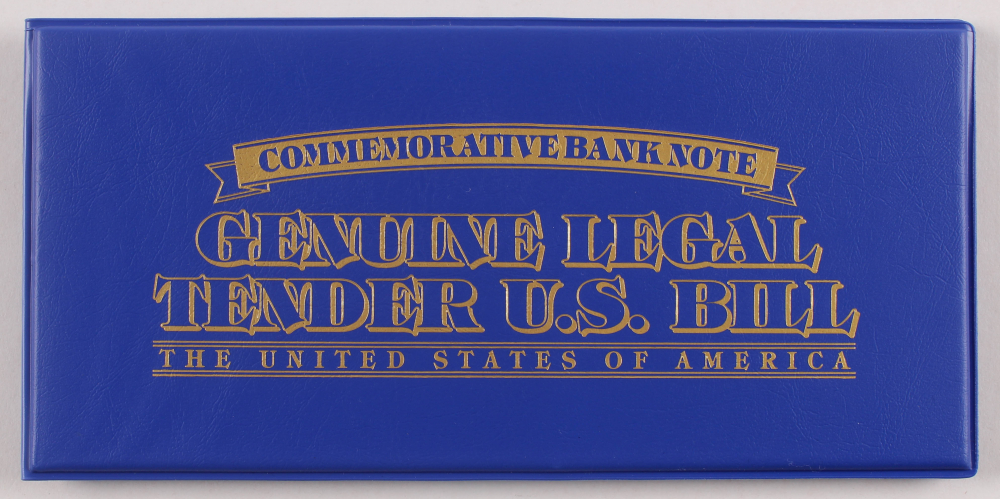 COMMEMORATIVE BANK NOTE
GENUINE LEGAL
TENDER U.S. BILL
THE UNITED STATES OF AMERICA